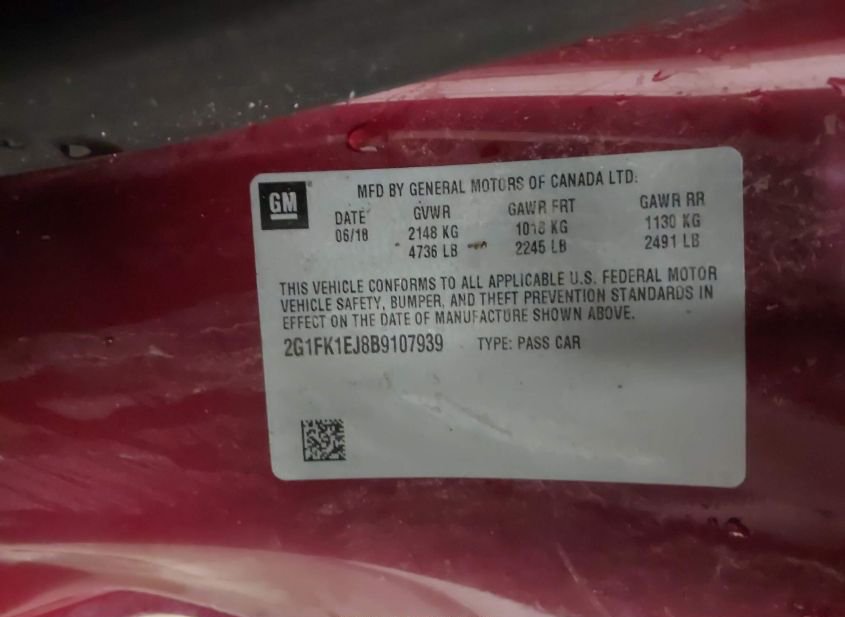 GM
MFD BY GENERAL MOTORS OF CANADA LTD:
DATE GVWR GAWR FRT GAWR RR
06/18 2148 KG 1018 KG 1130 KG
4736 LB 2245 LB 2491 LB
THIS VEHICLE CONFORMS TO ALL APPLICABLE U.S. FEDERAL MOTOR
VEHICLE SAFETY, BUMPER, AND THEFT PREVENTION STANDARDS IN
EFFECT ON THE DATE OF MANUFACTURE SHOWN ABOVE.
2G1FK1EJ8B9107939 TYPE: PASS CAR